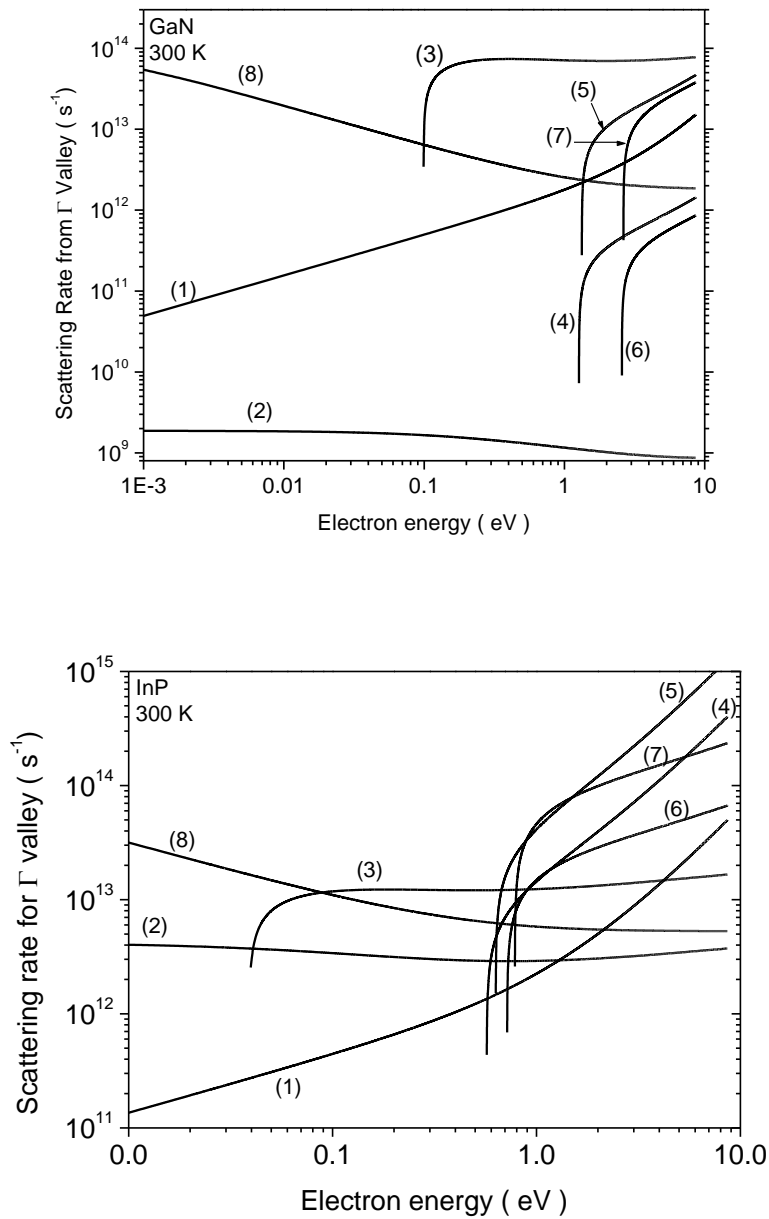 GaN
300 K
10^14
10^13
10^12
10^11
10^10
10^9
Scattering Rate from Γ Valley ( s^-1)
(8)
(3)
(5)
(7)
(1)
(4)
(6)
(2)
1E-3 0.01 0.1 1 10
Electron energy ( eV )
InP
300 K
10^15
10^14
10^13
10^12
10^11
Scattering rate for Γ valley ( s^-1)
(5)
(4)
(7)
(8)
(6)
(3)
(2)
(1)
0.0 0.1 1.0 10.0
Electron energy ( eV )